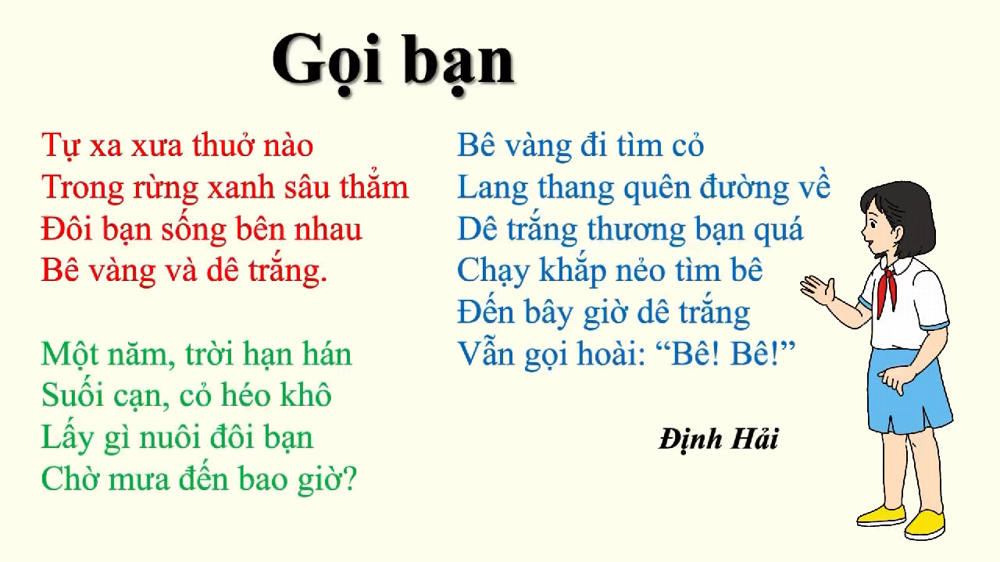 Gọi bạn
Tự xa xưa thuở nào
Trong rừng xanh sâu thẳm
Đôi bạn sống bên nhau
Bê vàng và dê trắng.
Một năm, trời hạn hán
Suối cạn, cỏ héo khô
Lấy gì nuôi đôi bạn
Chờ mưa đến bao giờ?
Bê vàng đi tìm cỏ
Lang thang quên đường về
Dê trắng thương bạn quá
Chạy khắp nẻo tìm bê
Đến bây giờ dê trắng
Vẫn gọi hoài: “Bê! Bê!”
Định Hải